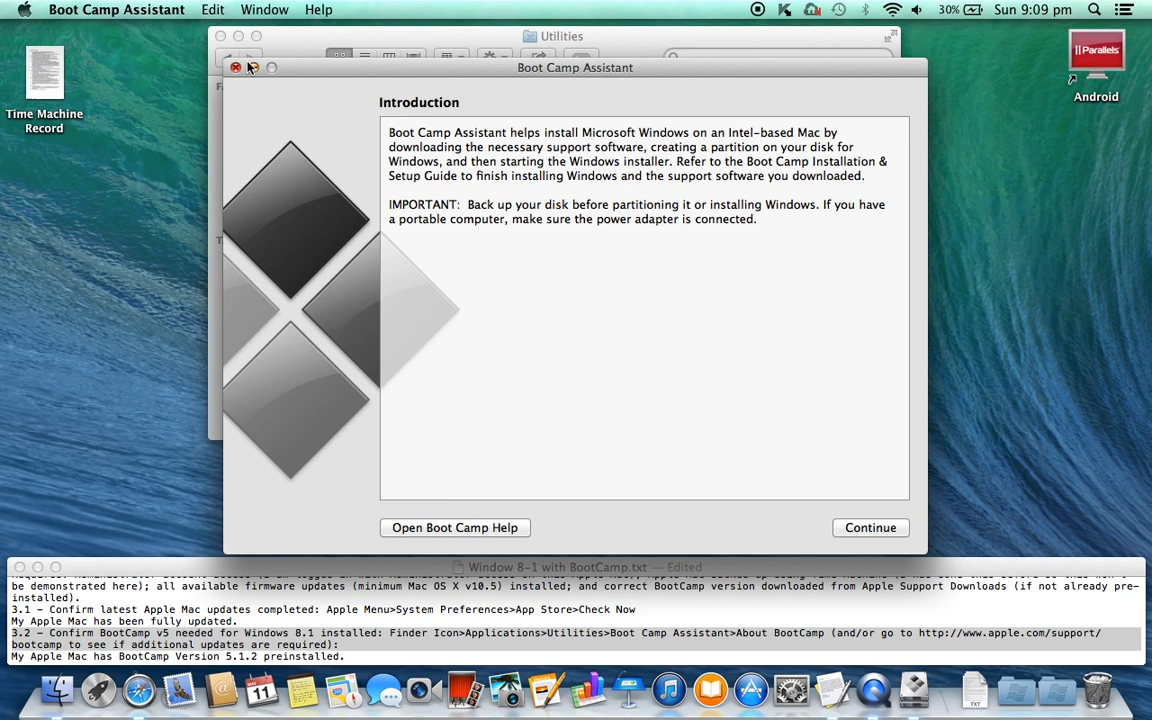 Boot Camp Assistant Edit Window Help
30% Sun 9:09 pm
Utilities
Parallels
Boot Camp Assistant
Time Machine
Record
Android
Introduction
Boot Camp Assistant helps install Microsoft Windows on an Intel-based Mac by
downloading the necessary support software, creating a partition on your disk for
Windows, and then starting the Windows installer. Refer to the Boot Camp Installation &
Setup Guide to finish installing Windows and the support software you downloaded.
IMPORTANT: Back up your disk before partitioning it or installing Windows. If you have
a portable computer, make sure the power adapter is connected.
Open Boot Camp Help
Continue
Window 8-1 with BootCamp.txt — Edited
be demonstrated here); all available firmware updates (minimum Mac OS X v10.5) installed; and correct BootCamp version downloaded from Apple Support Downloads (if not already pre-
installed).
3.1 - Confirm latest Apple Mac updates completed: Apple Menu>System Preferences>App Store>Check Now
My Apple Mac has been fully updated.
3.2 - Confirm BootCamp v5 needed for Windows 8.1 installed: Finder Icon>Applications>Utilities>Boot Camp Assistant>About BootCamp (and/or go to http://www.apple.com/support/
bootcamp to see if additional updates are required):
My Apple Mac has BootCamp Version 5.1.2 preinstalled.
11
TXT